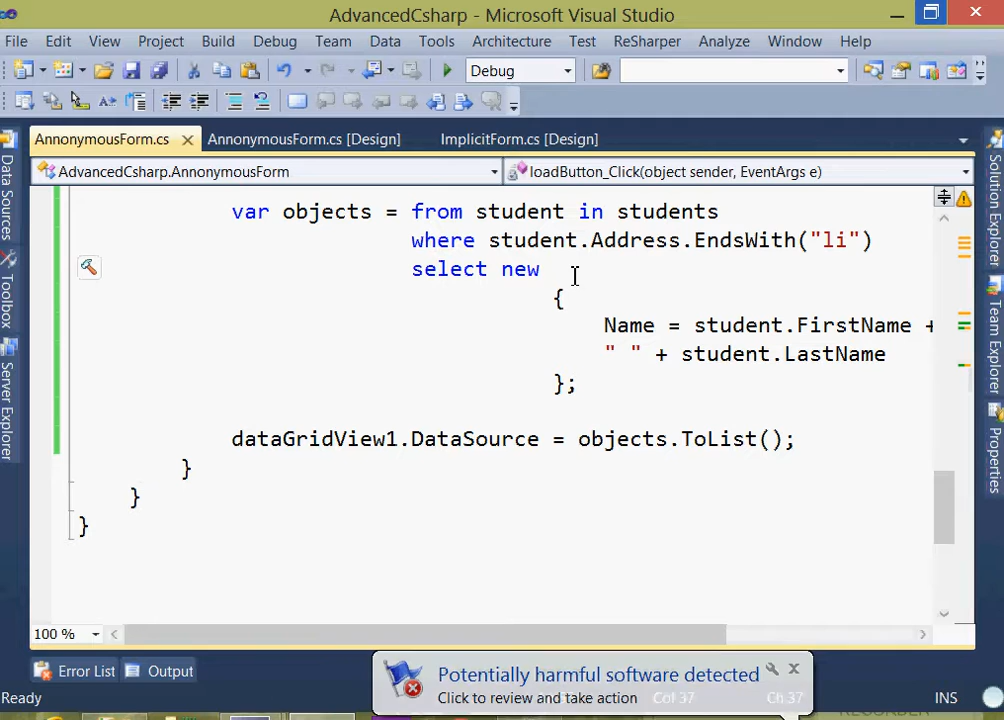 AdvancedCsharp - Microsoft Visual Studio
File Edit View Project Build Debug Team Data Tools Architecture Test ReSharper Analyze Window Help
Debug
AnnonymousForm.cs AnnonymousForm.cs [Design] ImplicitForm.cs [Design]
AdvancedCsharp.AnnonymousForm loadButton_Click(object sender, EventArgs e)
Data Sources
Toolbox
Server Explorer
var objects = from student in students
where student.Address.EndsWith("li")
select new
{
Name = student.FirstName +
" " + student.LastName
};
dataGridView1.DataSource = objects.ToList();
}
}
}
Solution Explorer
Team Explorer
Properties
100 %
Error List Output
Potentially harmful software detected
Click to review and take action
Ready Col 37 Ch 37 INS